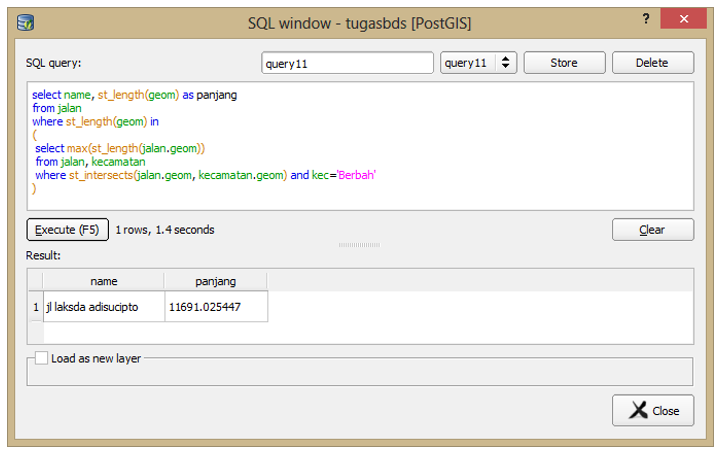 SQL window - tugasbds [PostGIS]
?
SQL query:
query11
query11
Store
Delete
select name, st_length(geom) as panjang
from jalan
where st_length(geom) in
(
select max(st_length(jalan.geom))
from jalan, kecamatan
where st_intersects(jalan.geom, kecamatan.geom) and kec='Berbah'
)
Execute (F5)
1 rows, 1.4 seconds
Clear
Result:
name panjang
1 jl laksda adisucipto 11691.025447
Load as new layer
Close